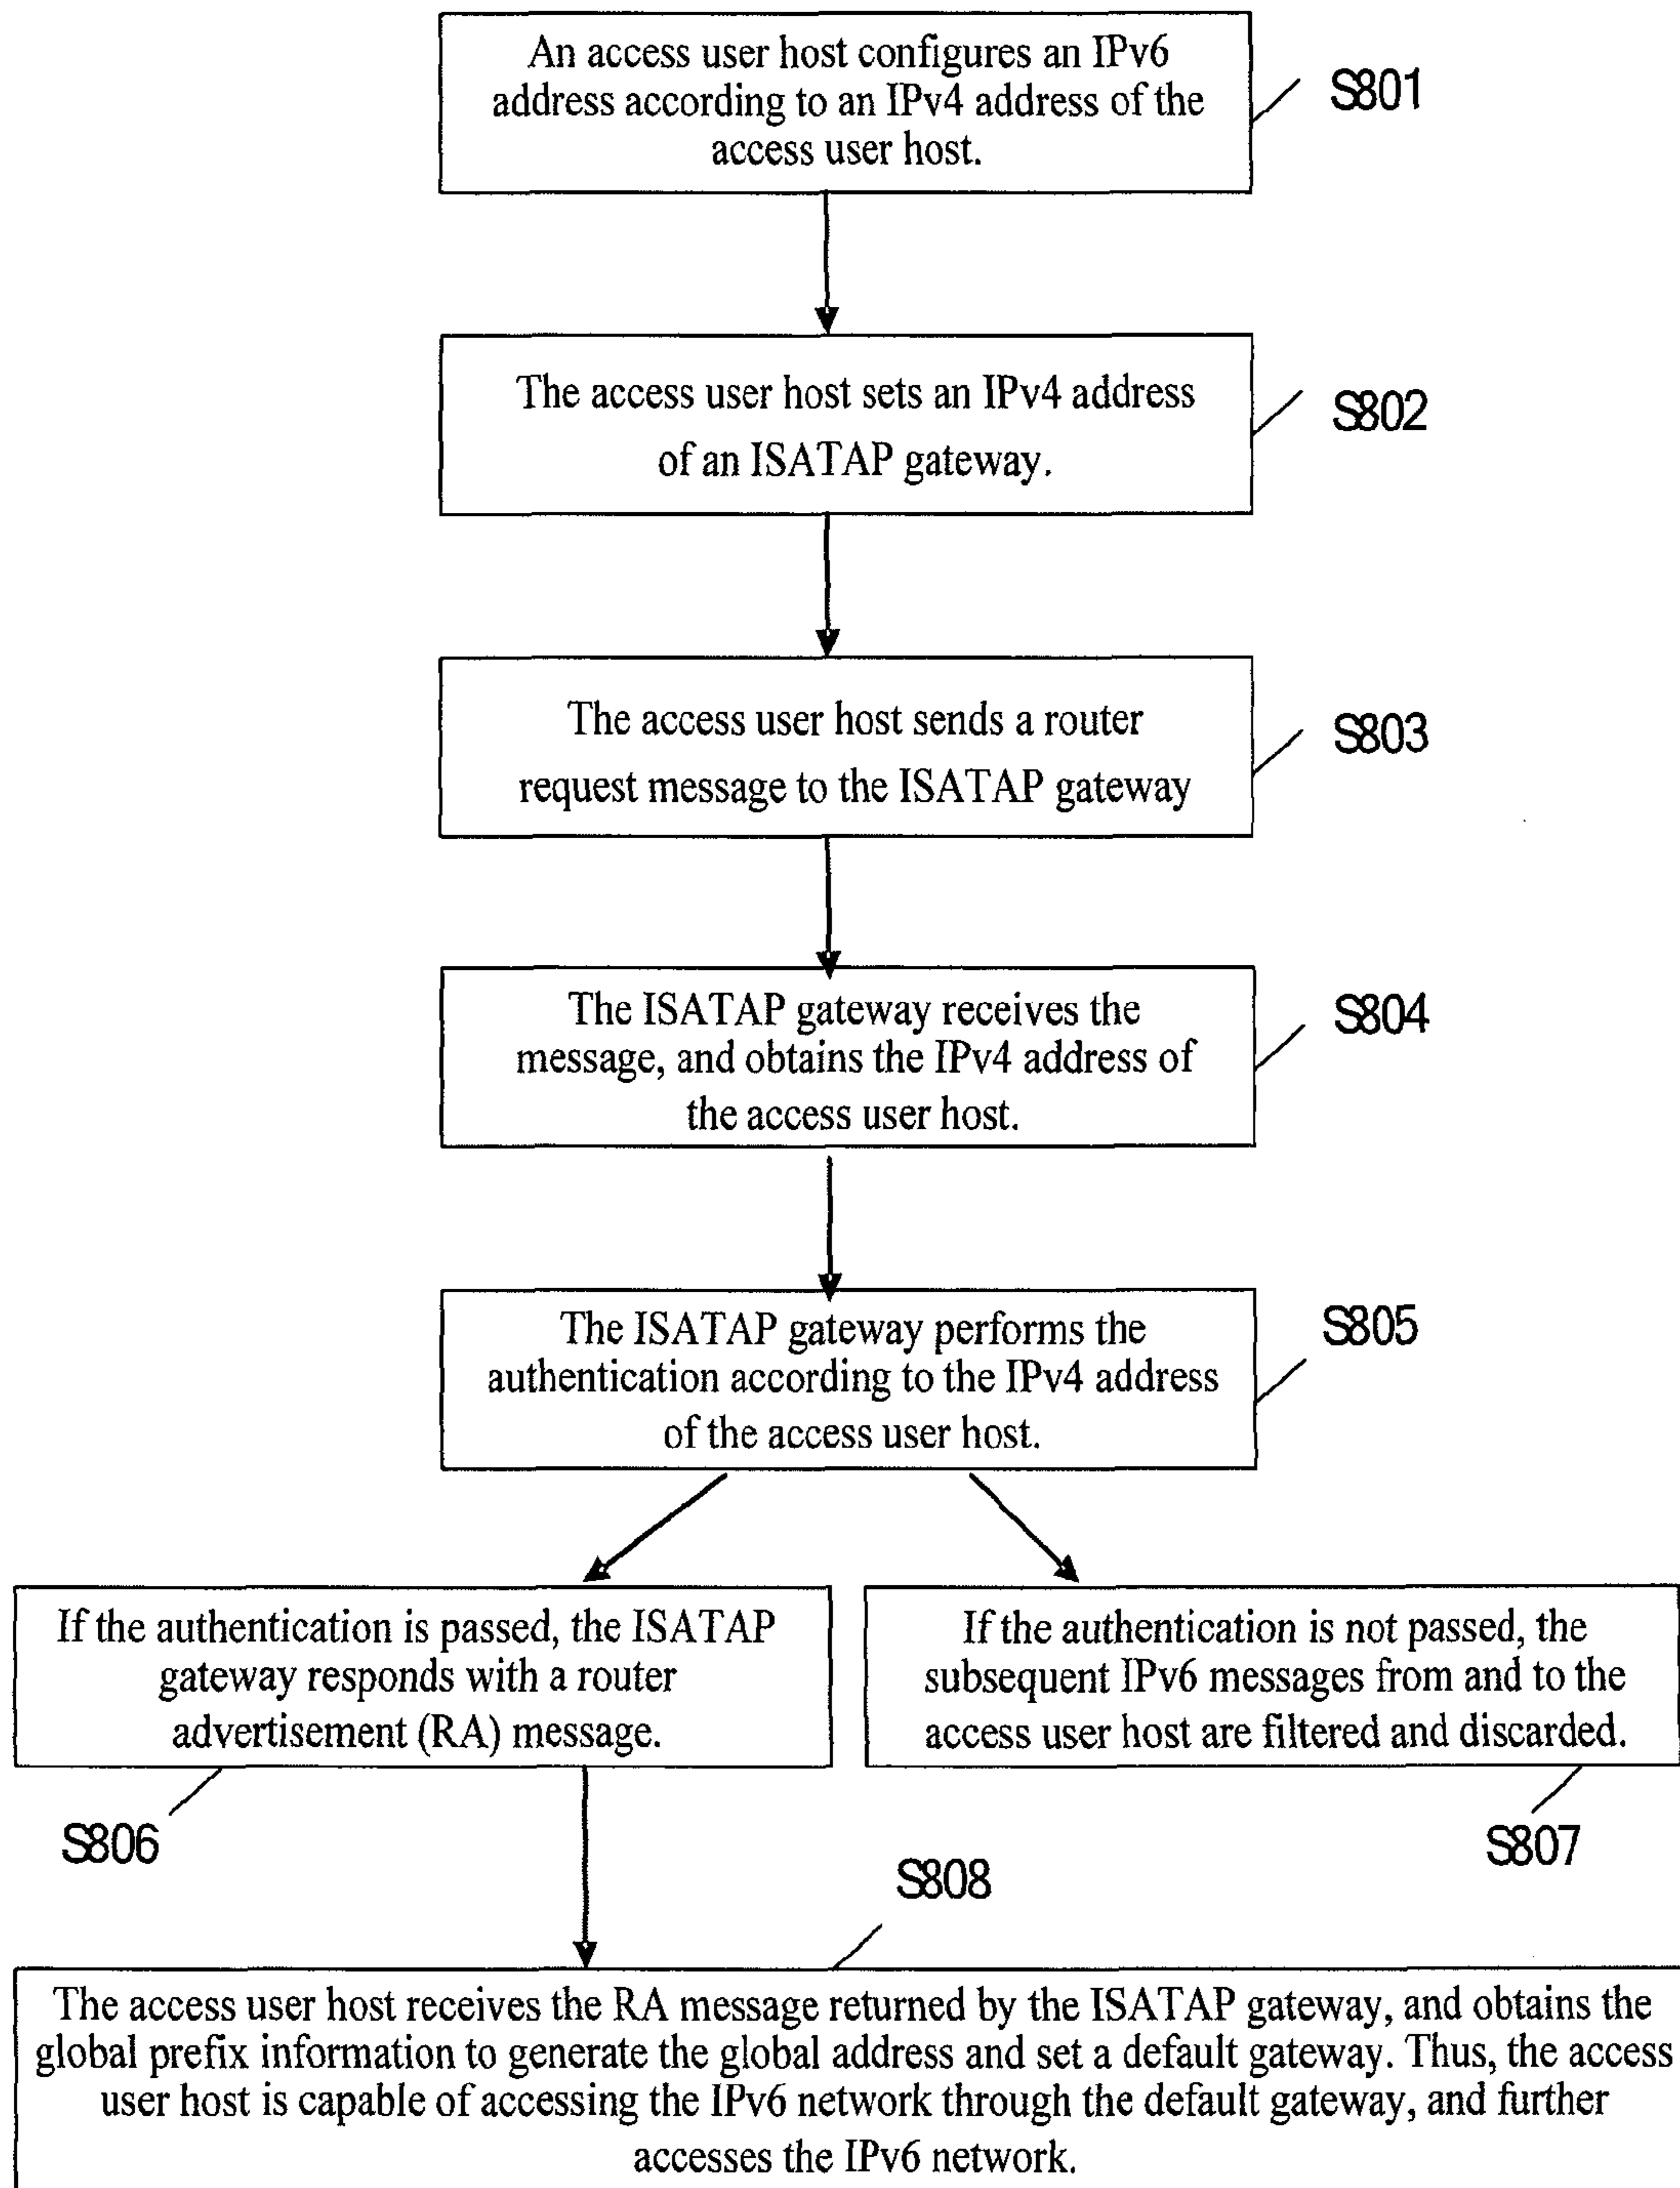 An access user host configures an IPv6
address according to an IPv4 address of the
access user host.
S801
The access user host sets an IPv4 address
of an ISATAP gateway.
S802
The access user host sends a router
request message to the ISATAP gateway
S803
The ISATAP gateway receives the
message, and obtains the IPv4 address of
the access user host.
S804
The ISATAP gateway performs the
authentication according to the IPv4 address
of the access user host.
S805
If the authentication is passed, the ISATAP
gateway responds with a router
advertisement (RA) message.
S806
If the authentication is not passed, the
subsequent IPv6 messages from and to the
access user host are filtered and discarded.
S807
S808
The access user host receives the RA message returned by the ISATAP gateway, and obtains the
global prefix information to generate the global address and set a default gateway. Thus, the access
user host is capable of accessing the IPv6 network through the default gateway, and further
accesses the IPv6 network.